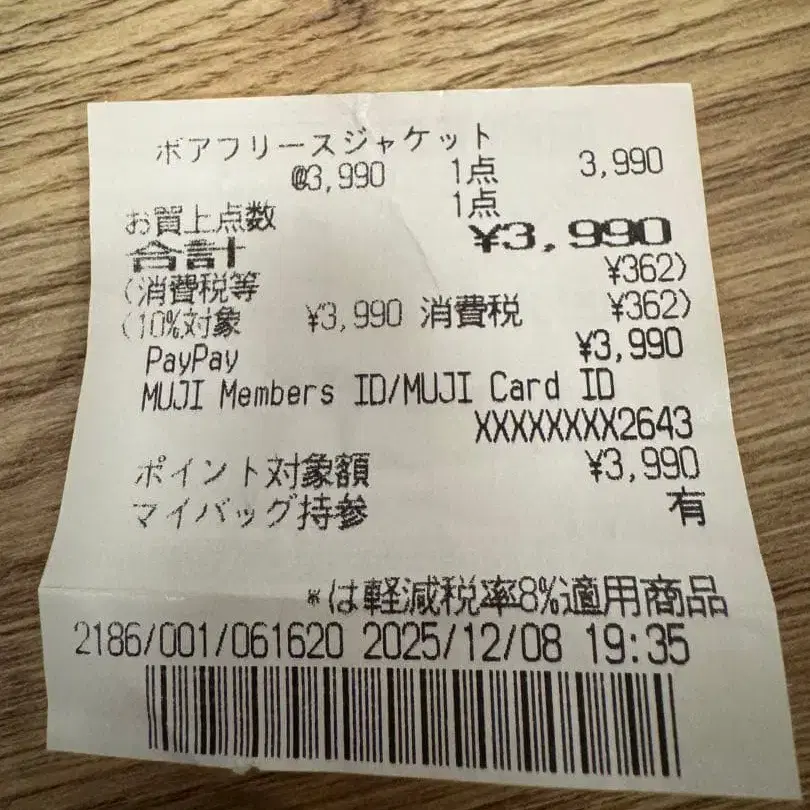 ボアフリースジャケット
@3,990 1点 3,990
お買上点数 1点
合計 ¥3,990
(消費税等 ¥362)
(10%対象 ¥3,990 消費税 ¥362)
PayPay ¥3,990
MUJI Members ID/MUJI Card ID
XXXXXXXX2643
ポイント対象額 ¥3,990
マイバッグ持参 有
*は軽減税率8%適用商品
2186/001/061620 2025/12/08 19:35